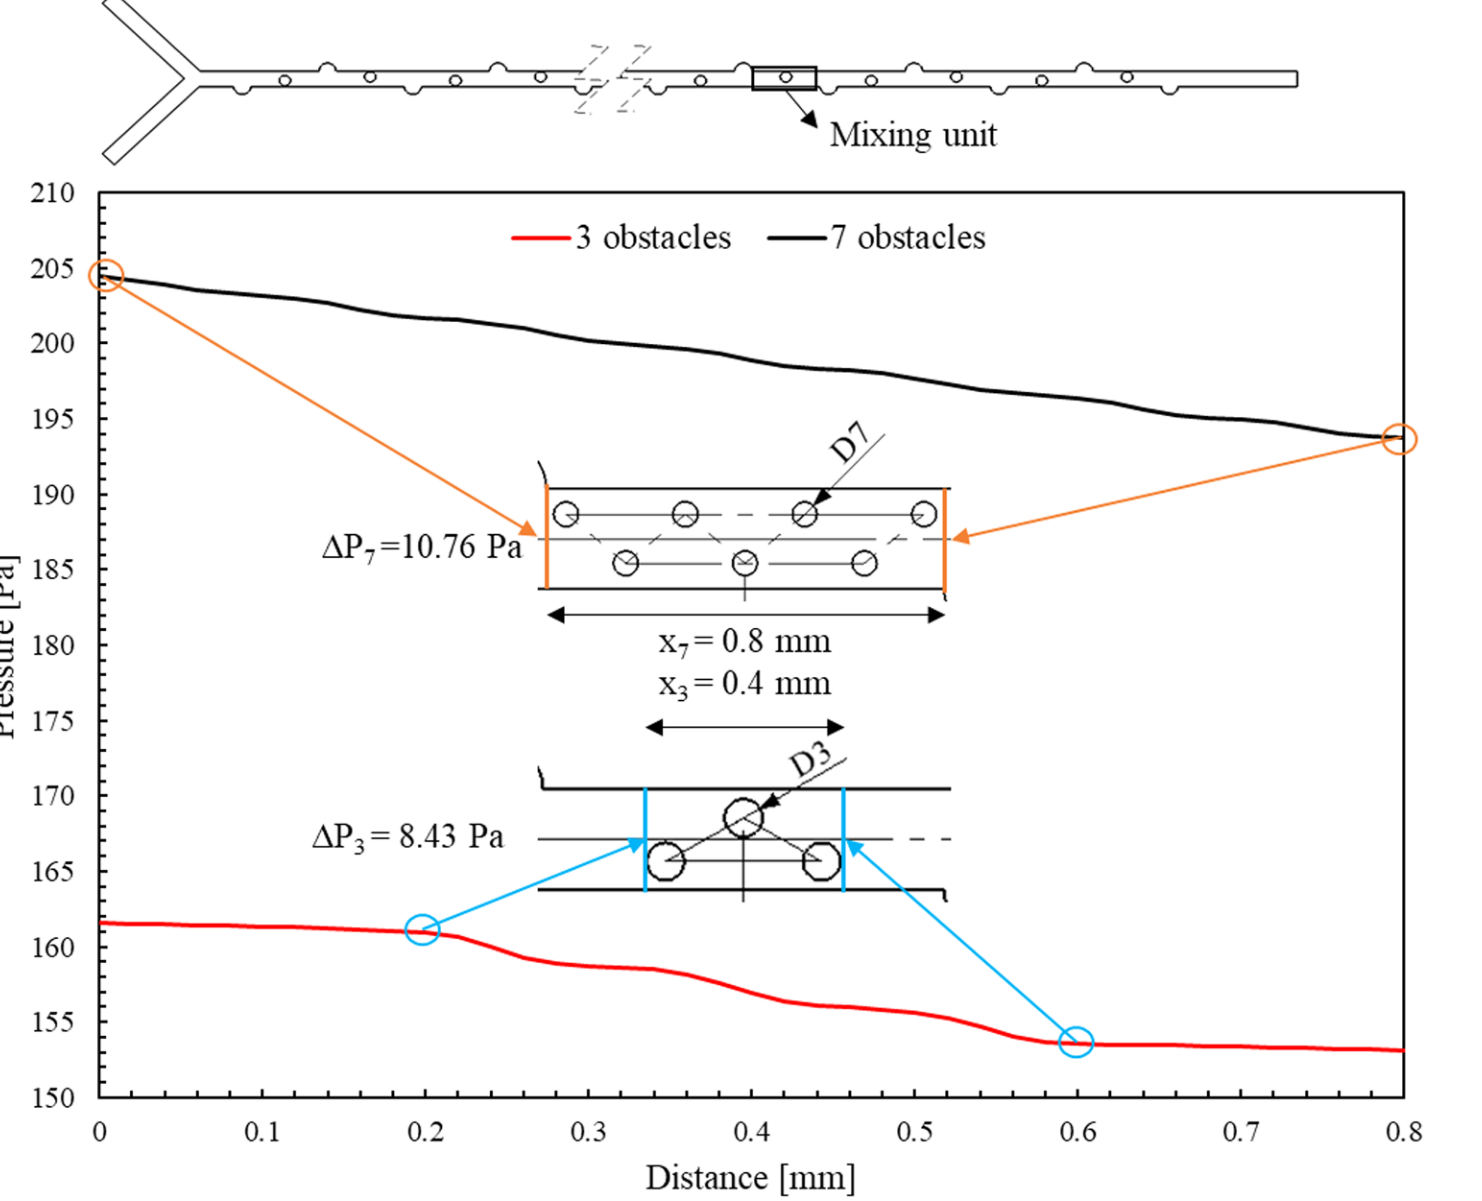 Mixing unit
210
3 obstacles
7 obstacles
205
200
195
D7
190
ΔP7=10.76 Pa
185
x7= 0.8 mm
180
x3= 0.4 mm
175
D3
170
ΔP3= 8.43 Pa
165
160
155
150
Pressure [Pa]
0 0.1 0.2 0.3 0.4 0.5 0.6 0.7 0.8
Distance [mm]